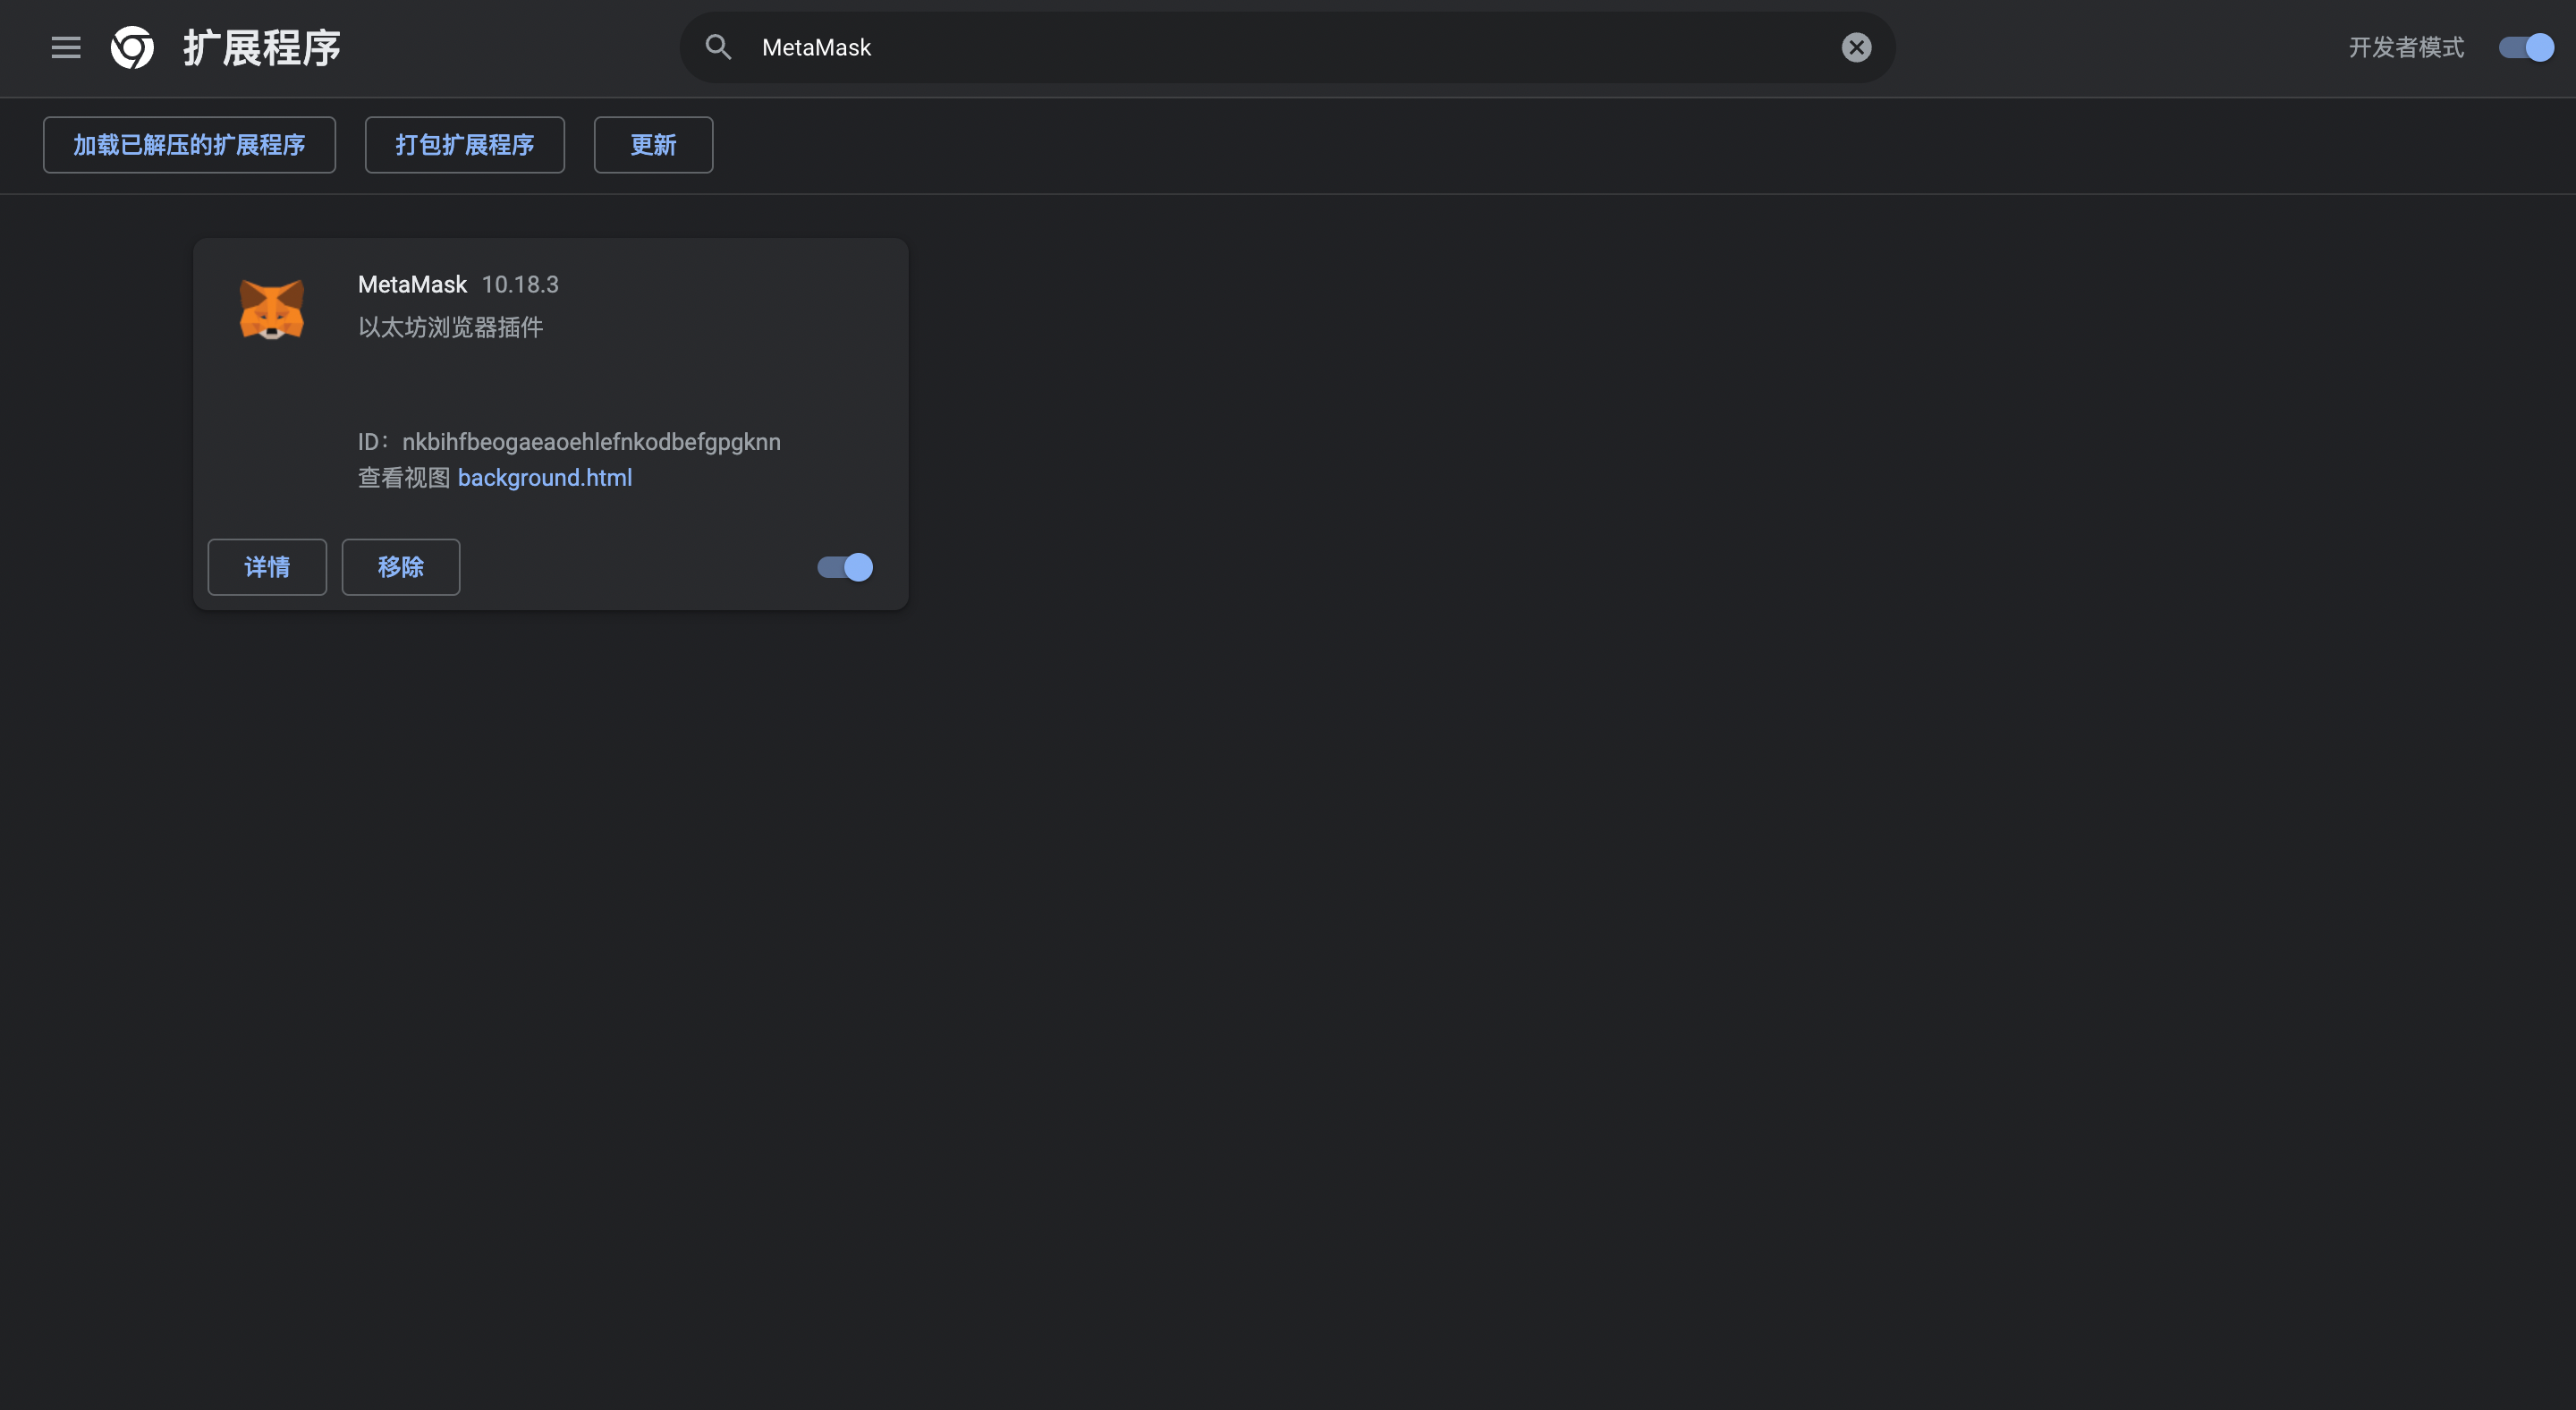 扩展程序
MetaMask
开发者模式
加载已解压的扩展程序
打包扩展程序
更新
MetaMask 10.18.3
以太坊浏览器插件
ID：nkbihfbeogaeaoehlefnkodbefgpgknn
查看视图 background.html
详情
移除